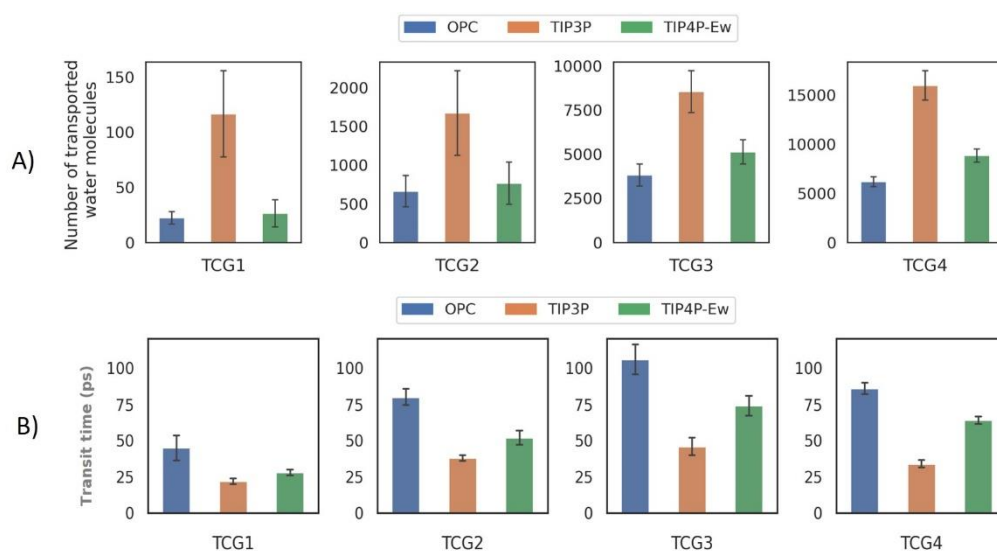 OPC TIP3P TIP4P-Ew
A)
Number of transported
water molecules
150
100
50
0
TCG1
2000
1500
1000
500
0
TCG2
10000
7500
5000
2500
0
TCG3
15000
10000
5000
0
TCG4
OPC TIP3P TIP4P-Ew
B)
Transit time (ps)
100
75
50
25
0
TCG1
100
75
50
25
0
TCG2
100
75
50
25
0
TCG3
100
75
50
25
0
TCG4